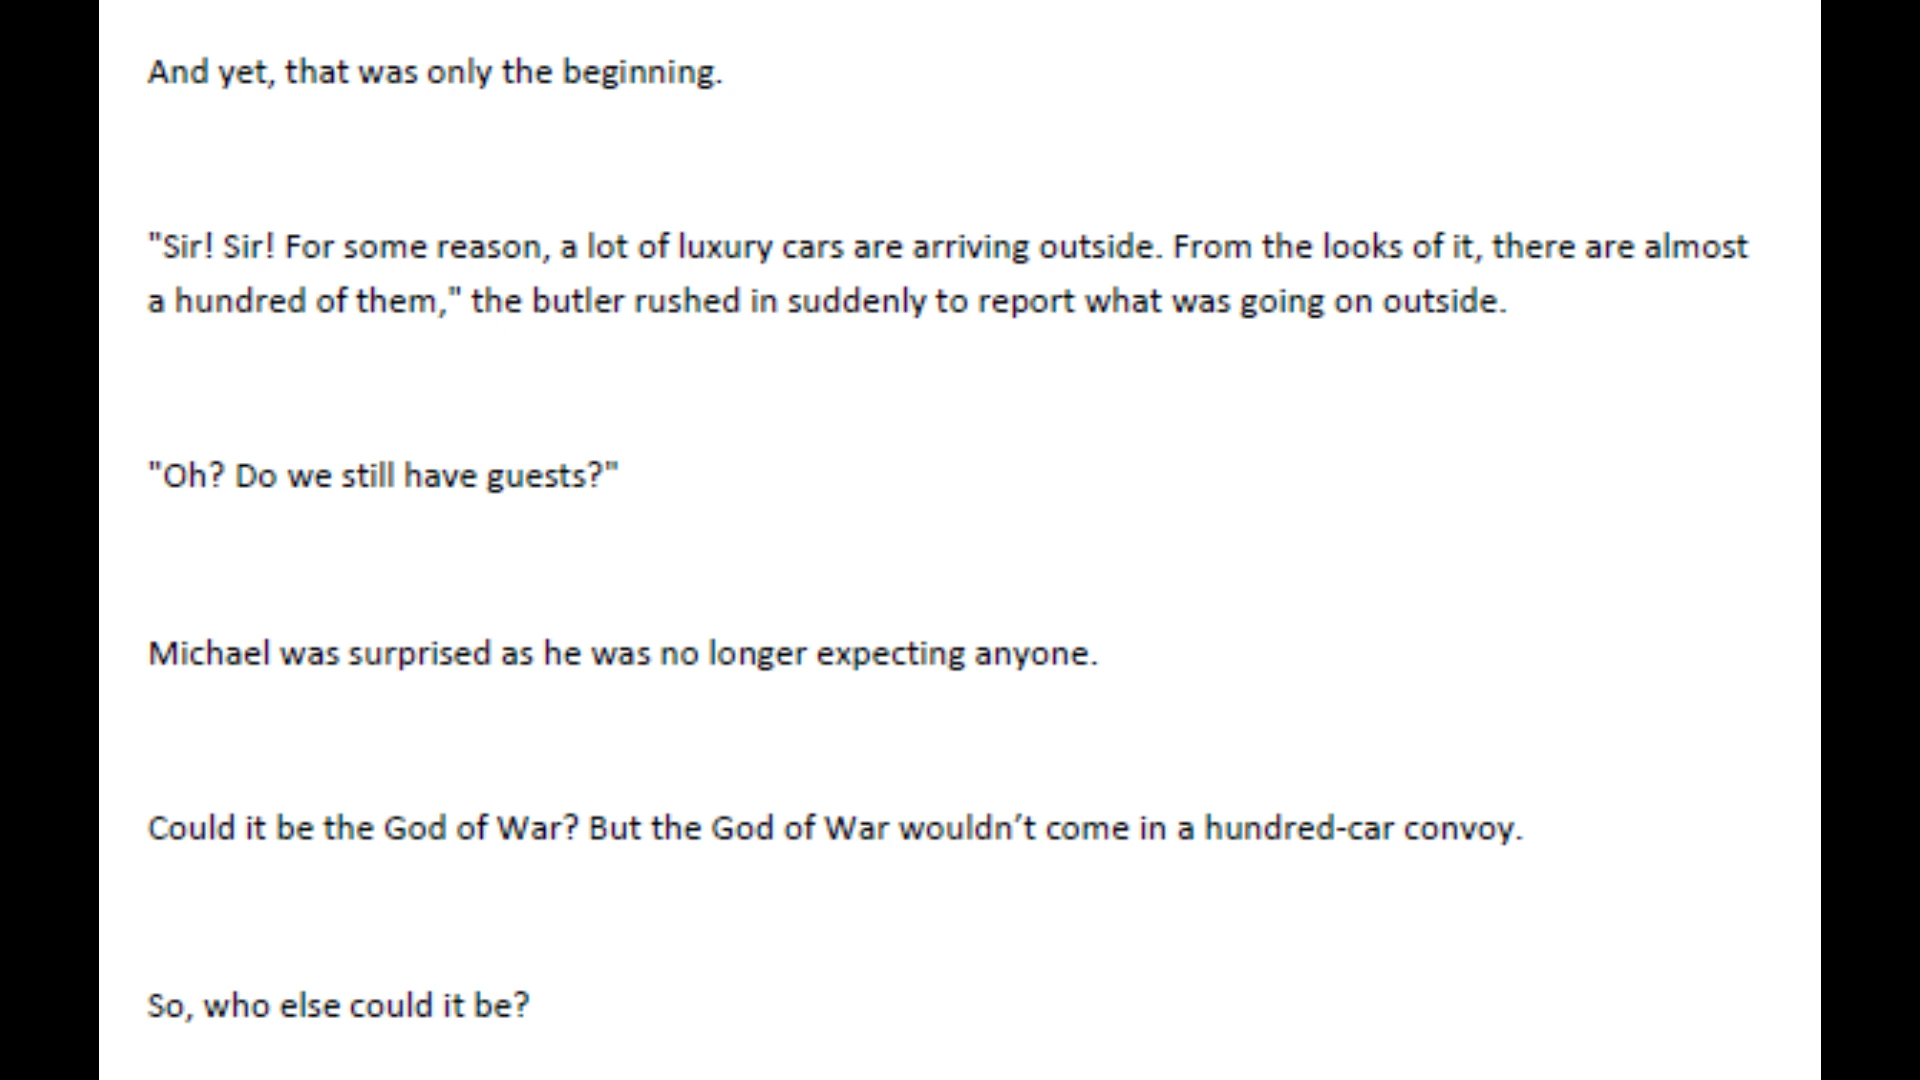 And yet, that was only the beginning.
"Sir! Sir! For some reason, a lot of luxury cars are arriving outside. From the looks of it, there are almost
a hundred of them," the butler rushed in suddenly to report what was going on outside.
"Oh? Do we still have guests?"
Michael was surprised as he was no longer expecting anyone.
Could it be the God of War? But the God of War wouldn’t come in a hundred-car convoy.
So, who else could it be?